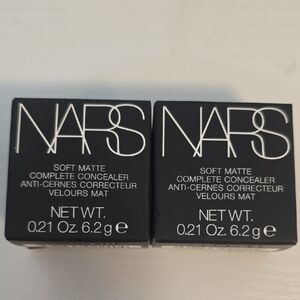 NARS
SOFT MATTE
COMPLETE CONCEALER
ANTI-CERNES CORRECTEUR
VELOURS MAT
NET WT.
0.21 Oz. 6.2 g e
NARS
SOFT MATTE
COMPLETE CONCEALER
ANTI-CERNES CORRECTEUR
VELOURS MAT
NET WT.
0.21 Oz. 6.2 g e